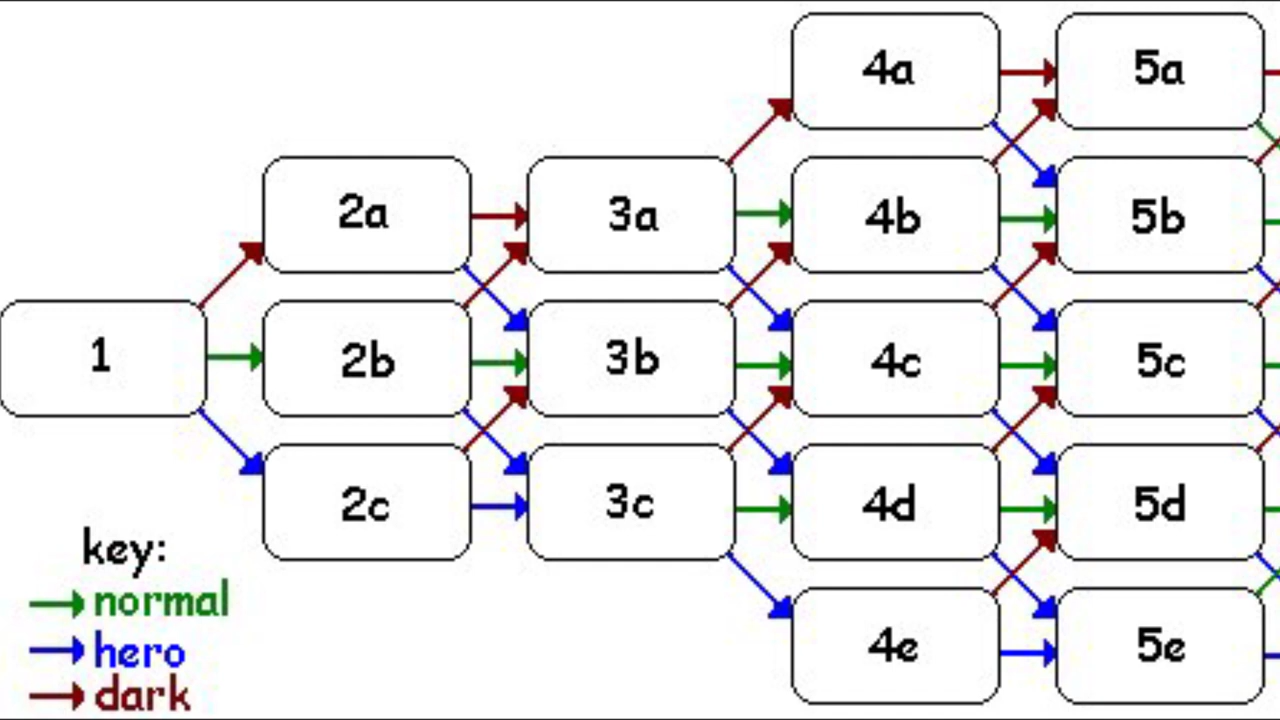 4a 5a
2a 3a 4b 5b
1 2b 3b 4c 5c
2c 3c 4d 5d
key:
normal
hero 4e 5e
dark